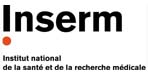 Inserm
Institut national
de la santé et de la recherche médicale